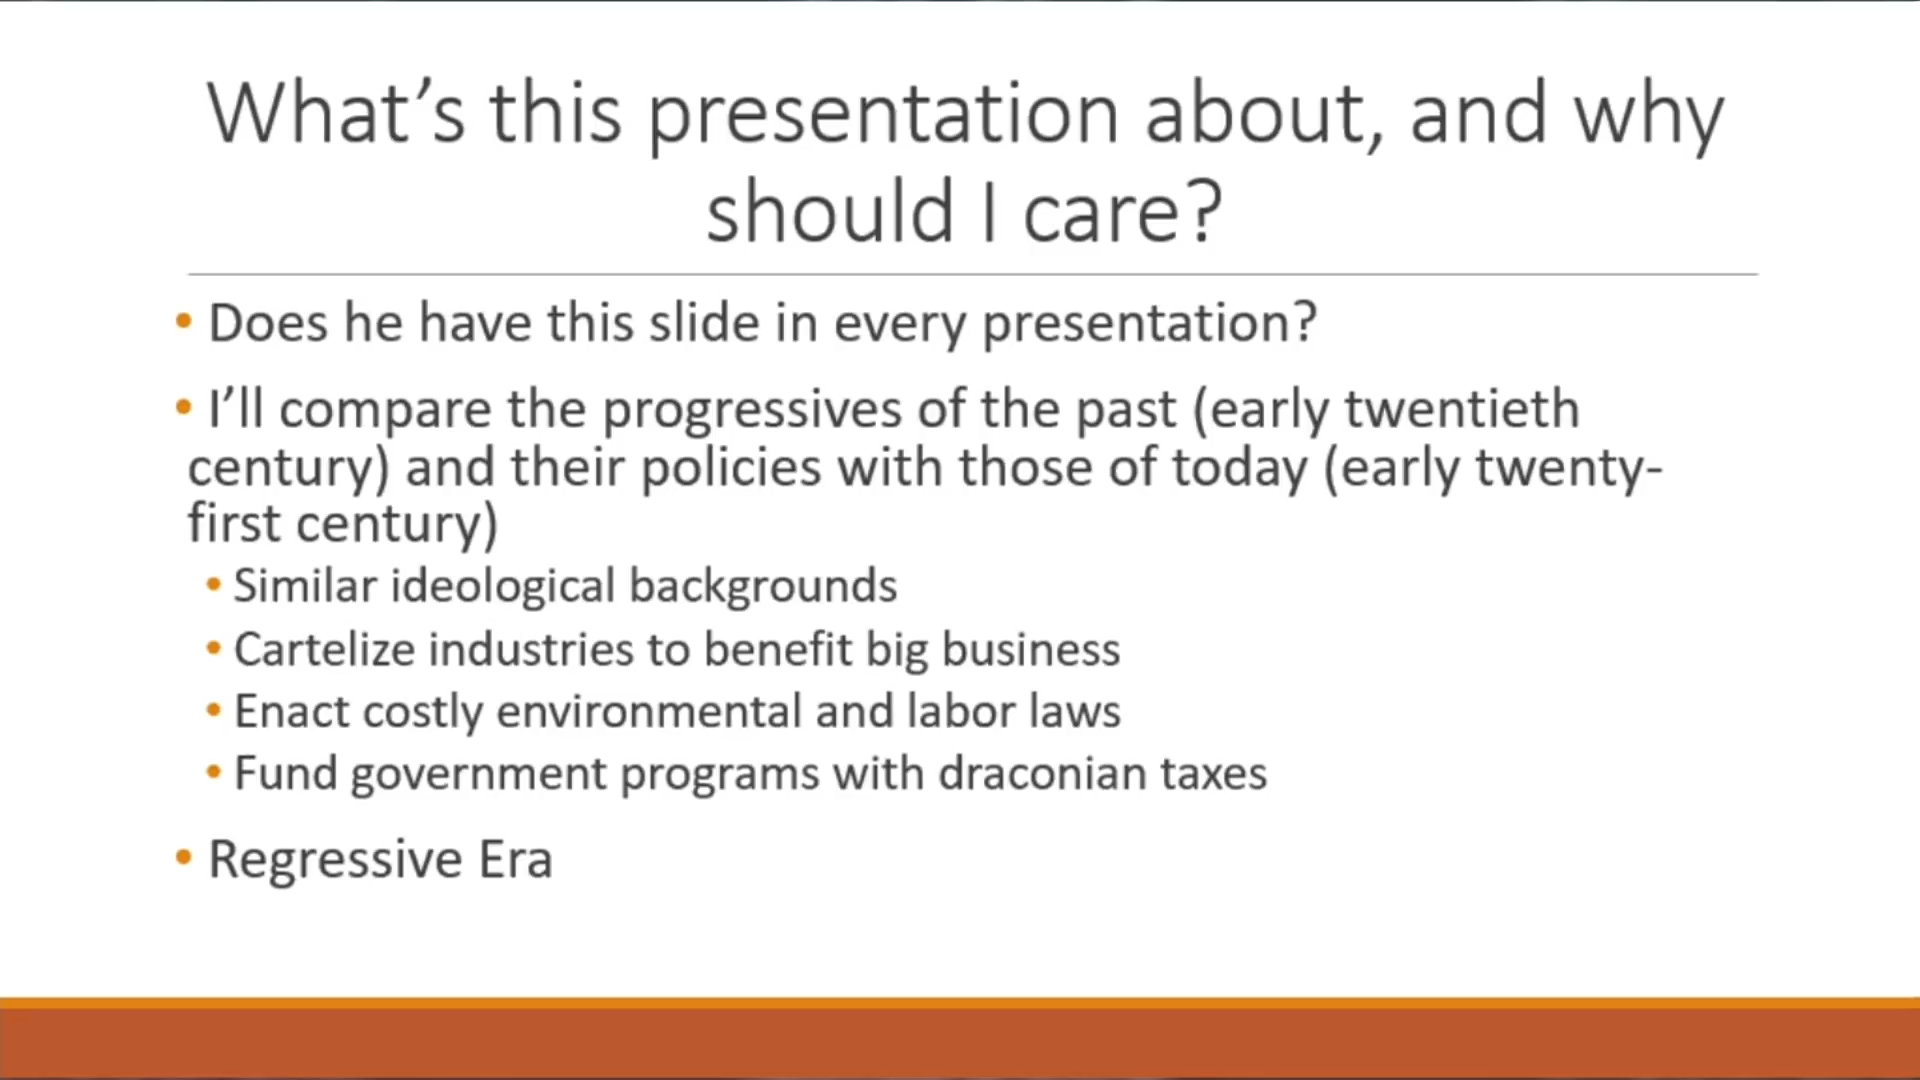 What’s this presentation about, and why
should I care?
• Does he have this slide in every presentation?
• I’ll compare the progressives of the past (early twentieth
century) and their policies with those of today (early twenty-
first century)
• Similar ideological backgrounds
• Cartelize industries to benefit big business
• Enact costly environmental and labor laws
• Fund government programs with draconian taxes
• Regressive Era